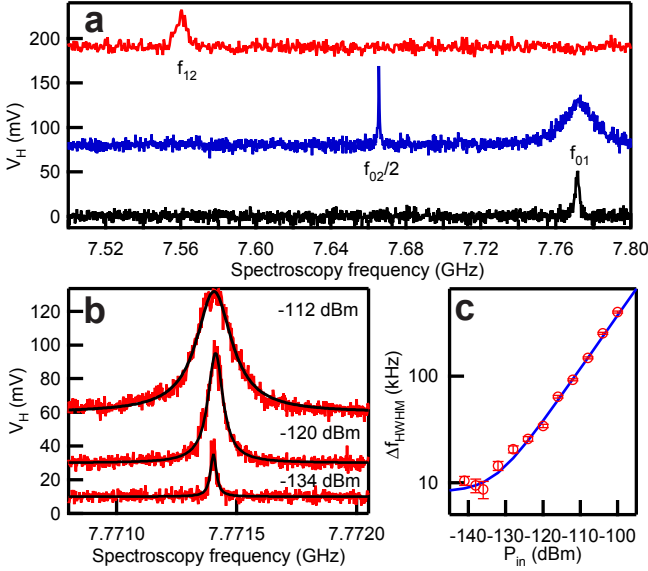 a
200
150
100
50
0
V_H (mV)
f_12
f_02/2
f_01
7.52 7.56 7.60 7.64 7.68 7.72 7.76 7.80
Spectroscopy frequency (GHz)
b
120
100
80
60
40
20
0
V_H (mV)
-112 dBm
-120 dBm
-134 dBm
7.7710 7.7715 7.7720
Spectroscopy frequency (GHz)
c
100
10
Δf_HWHM (kHz)
-140 -130 -120 -110 -100
P_in (dBm)